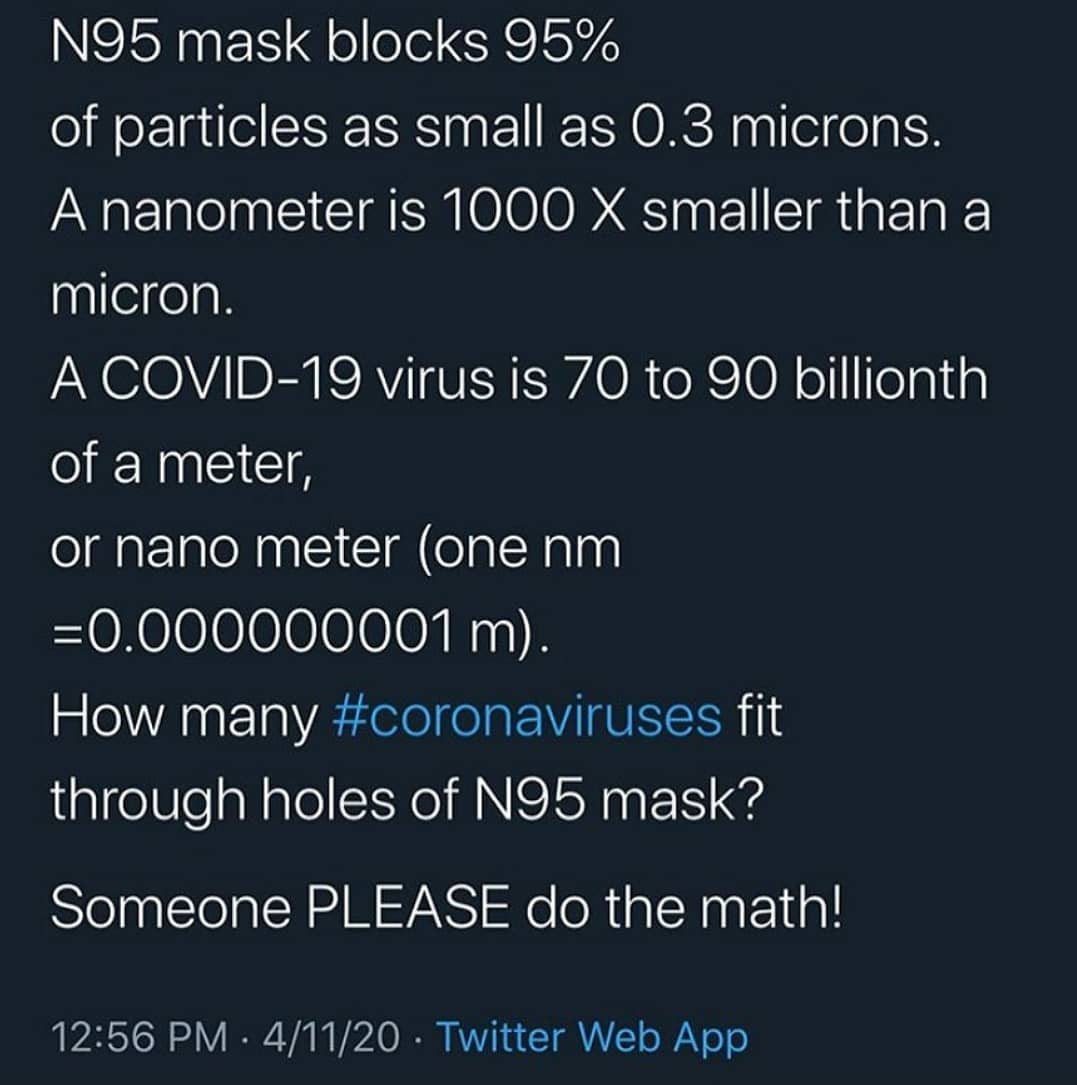 N95 mask blocks 95%
of particles as small as 0.3 microns.
A nanometer is 1000 X smaller than a
micron.
A COVID-19 virus is 70 to 90 billionth
of a meter,
or nano meter (one nm
=0.000000001 m).
How many #coronaviruses fit
through holes of N95 mask?
Someone PLEASE do the math!
12:56 PM · 4/11/20 · Twitter Web App